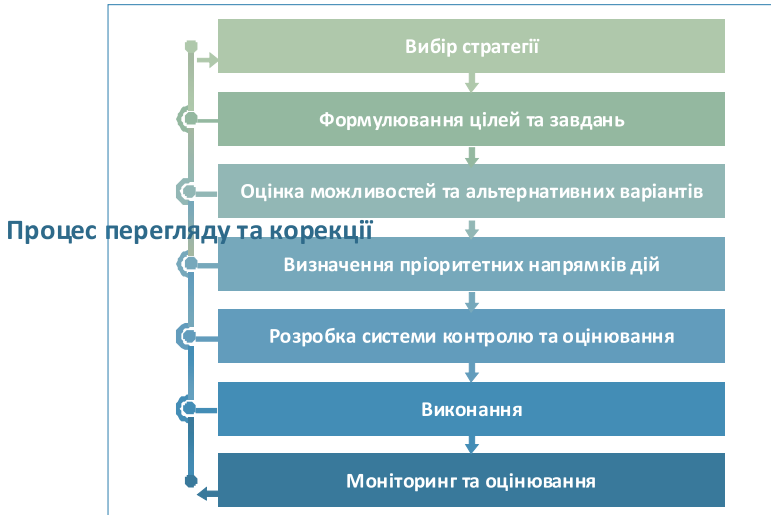 Вибір стратегії
Формулювання цілей та завдань
Оцінка можливостей та альтернативних варіантів
Процес перегляду та корекції
Визначення пріоритетних напрямків дій
Розробка системи контролю та оцінювання
Виконання
Моніторинг та оцінювання